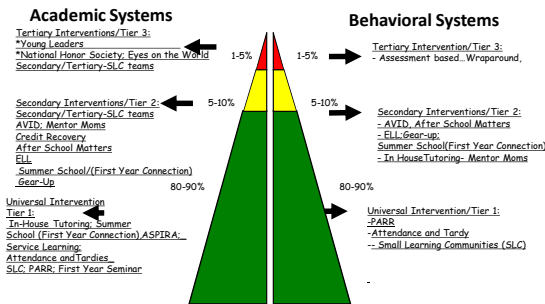 Academic Systems
Tertiary Interventions/Tier 3:
*Young Leaders
*National Honor Society; Eyes on the World
Secondary/Tertiary-SLC teams
1-5%
Secondary Interventions/Tier 2:
Secondary/Tertiary-SLC teams
AVID; Mentor Moms
Credit Recovery
After School Matters
ELL
Summer School/(First Year Connection)
Gear-Up
5-10%
80-90%
Universal Intervention
Tier 1:
In-House Tutoring; Summer
School (First Year Connection),ASPIRA;
Service Learning;
Attendance andTardies
SLC; PARR; First Year Seminar
Behavioral Systems
1-5%
Tertiary Intervention/Tier 3:
- Assessment based…Wraparound,
5-10%
Secondary Interventions/Tier 2:
- AVID, After School Matters
- ELL;Gear-up;
Summer School(First Year Connection)
- In HouseTutoring- Mentor Moms
80-90%
Universal Intervention/Tier 1:
-PARR
-Attendance and Tardy
-- Small Learning Communities (SLC)
-